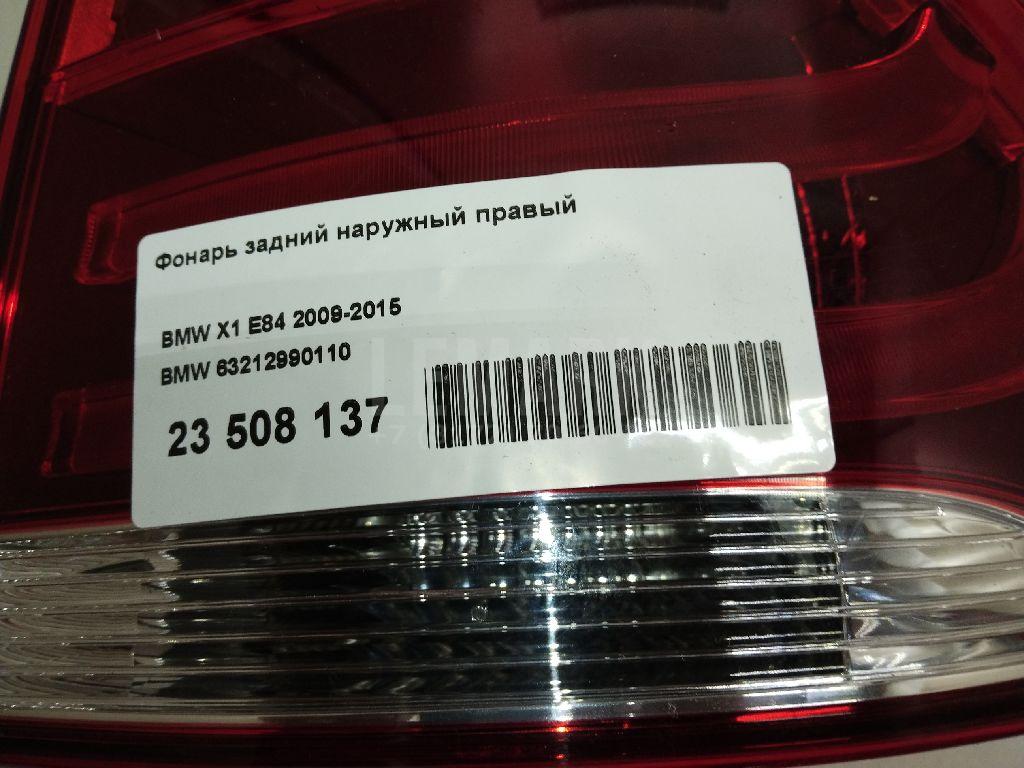 Фонарь задний наружный правый
BMW X1 E84 2009-2015
BMW 63212990110
23 508 137